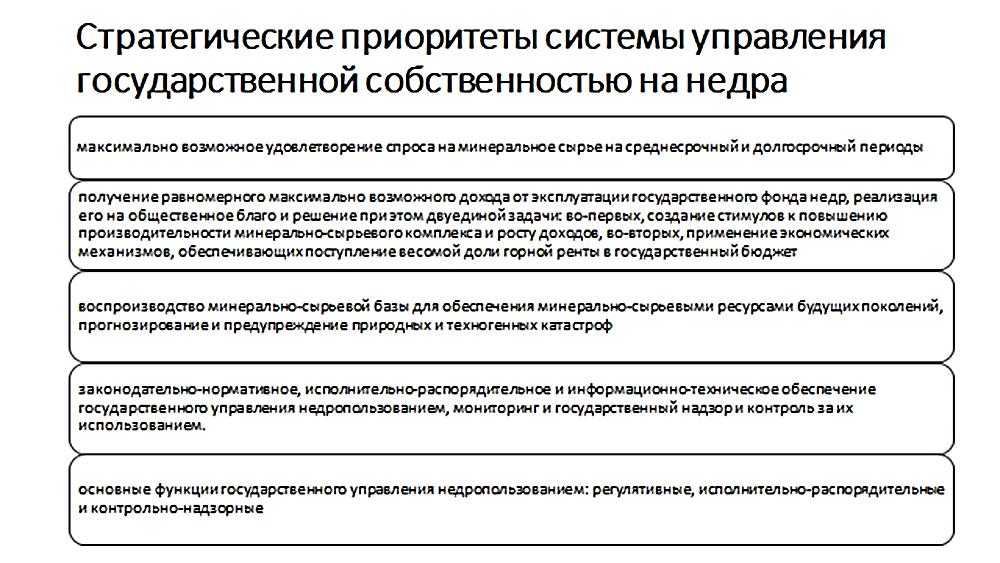 Стратегические приоритеты системы управления
государственной собственностью на недра
максимально возможное удовлетворение спроса на минеральное сырье на среднесрочный и долгосрочный периоды
получение равномерного максимально возможного дохода от эксплуатации государственного фонда недр, реализация
его на общественное благо и решение при этом двуединой задачи: во-первых, создание стимулов к повышению
производительности минерально-сырьевого комплекса и росту доходов, во-вторых, применение экономических
механизмов, обеспечивающих поступление весомой доли горной ренты в государственный бюджет
воспроизводство минерально-сырьевой базы для обеспечения минерально-сырьевыми ресурсами будущих поколений,
прогнозирование и предупреждение природных и техногенных катастроф
законодательно-нормативное, исполнительно-распорядительное и информационно-техническое обеспечение
государственного управления недропользованием, мониторинг и государственный надзор и контроль за их
использованием.
основные функции государственного управления недропользованием: регулятивные, исполнительно-распорядительные
и контрольно-надзорные